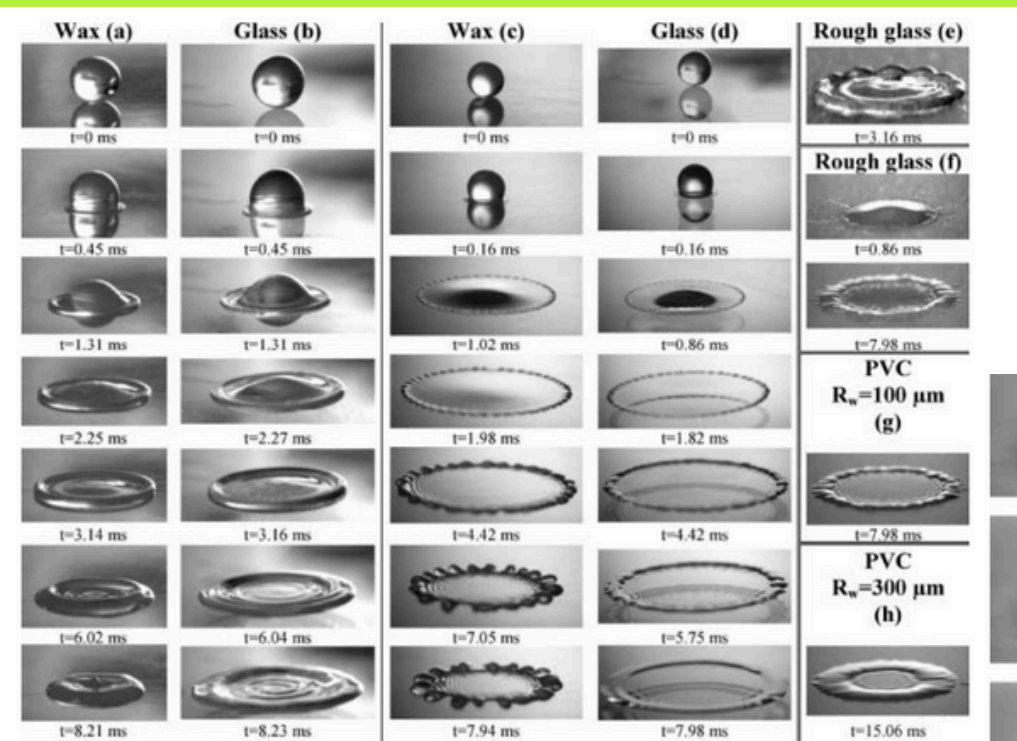 Wax (a) Glass (b) Wax (c) Glass (d) Rough glass (e)
t=0 ms t=0 ms t=0 ms t=0 ms t=3.16 ms
Rough glass (f)
t=0.45 ms t=0.45 ms t=0.16 ms t=0.16 ms t=0.86 ms
t=1.31 ms t=1.31 ms t=1.02 ms t=0.86 ms t=7.98 ms
PVC
Rw=100 µm
(g)
t=2.25 ms t=2.27 ms t=1.98 ms t=1.82 ms
t=3.14 ms t=3.16 ms t=4.42 ms t=4.42 ms t=7.98 ms
PVC
Rw=300 µm
(h)
t=6.02 ms t=6.04 ms t=7.05 ms t=5.75 ms
t=8.21 ms t=8.23 ms t=7.94 ms t=7.98 ms t=15.06 ms